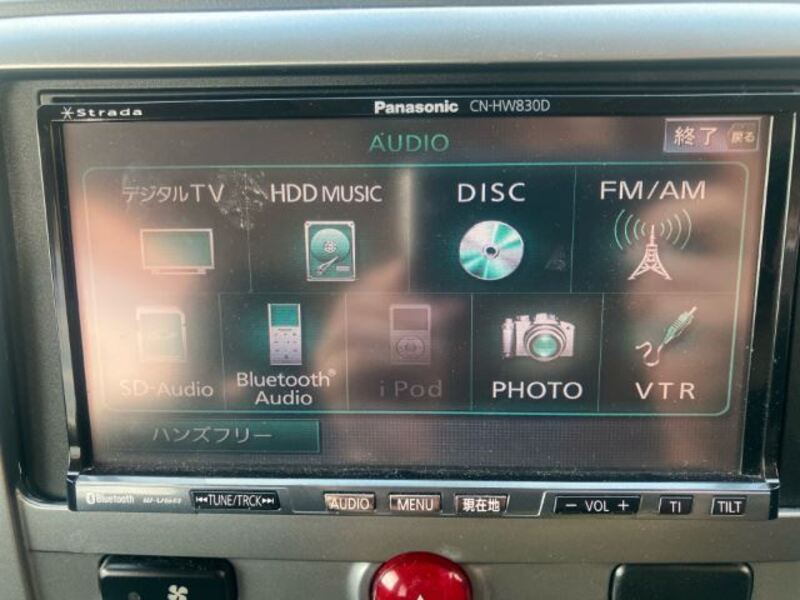 Strada
Panasonic CN-HW830D
AUDIO
終了 戻る
デジタルTV
HDD MUSIC
DISC
FM/AM
SD-Audio
Bluetooth® Audio
iPod
PHOTO
VTR
ハンズフリー
Bluetooth
TUNE/TRCK
AUDIO
MENU
現在地
− VOL +
TILT